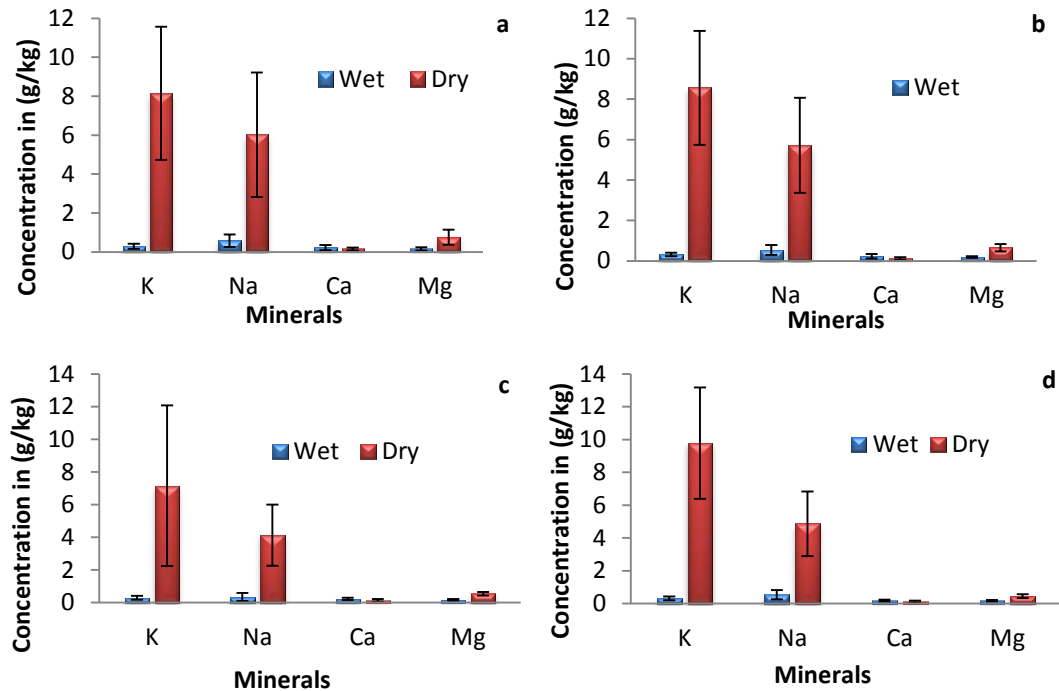 a
Concentration in (g/kg)
12
10
8
6
4
2
0
Wet Dry
K Na Ca Mg
Minerals
b
Concentration (g/kg)
12
10
8
6
4
2
0
Wet
K Na Ca Mg
Minerals
c
Concentration in (g/kg)
14
12
10
8
6
4
2
0
Wet Dry
K Na Ca Mg
Minerals
d
Concentration in (g/kg)
14
12
10
8
6
4
2
0
Wet Dry
K Na Ca Mg
Minerals